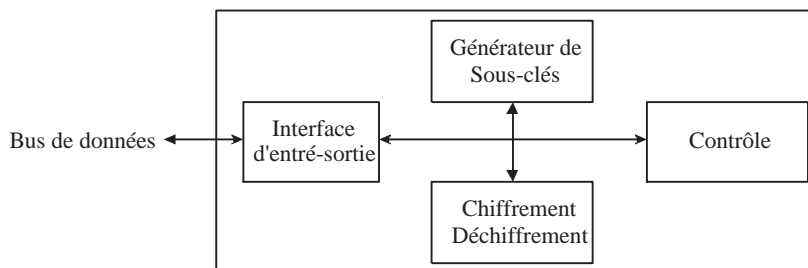 Générateur de
Sous-clés
Bus de données
Interface
d'entré-sortie
Contrôle
Chiffrement
Déchiffrement